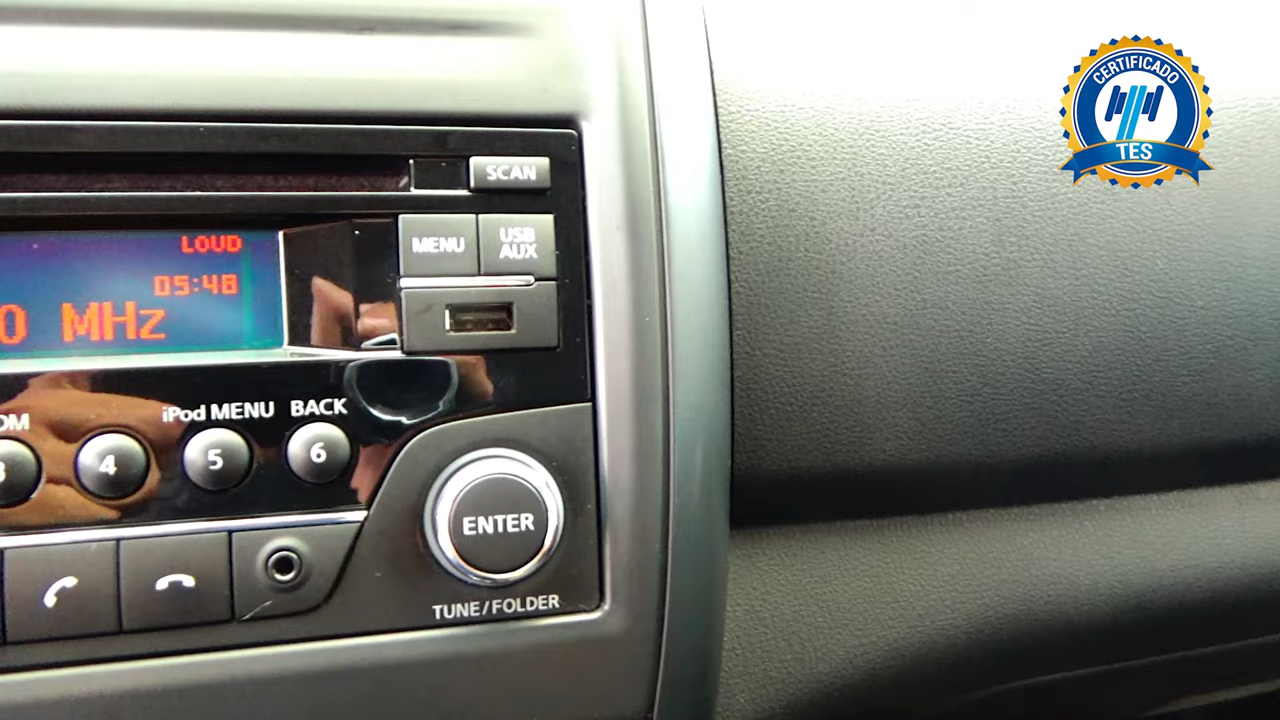 CERTIFICADO
TES
SCAN
MENU
USB
AUX
LOUD
05:48
0 MHz
iPod MENU
BACK
4
5
6
ENTER
TUNE/FOLDER